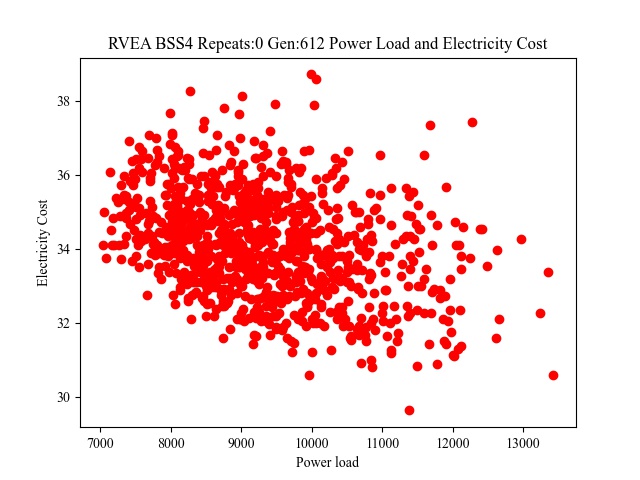 RVEA BSS4 Repeats:0 Gen:612 Power Load and Electricity Cost
38
36
34
32
30
Electricity Cost
7000 8000 9000 10000 11000 12000 13000
Power load